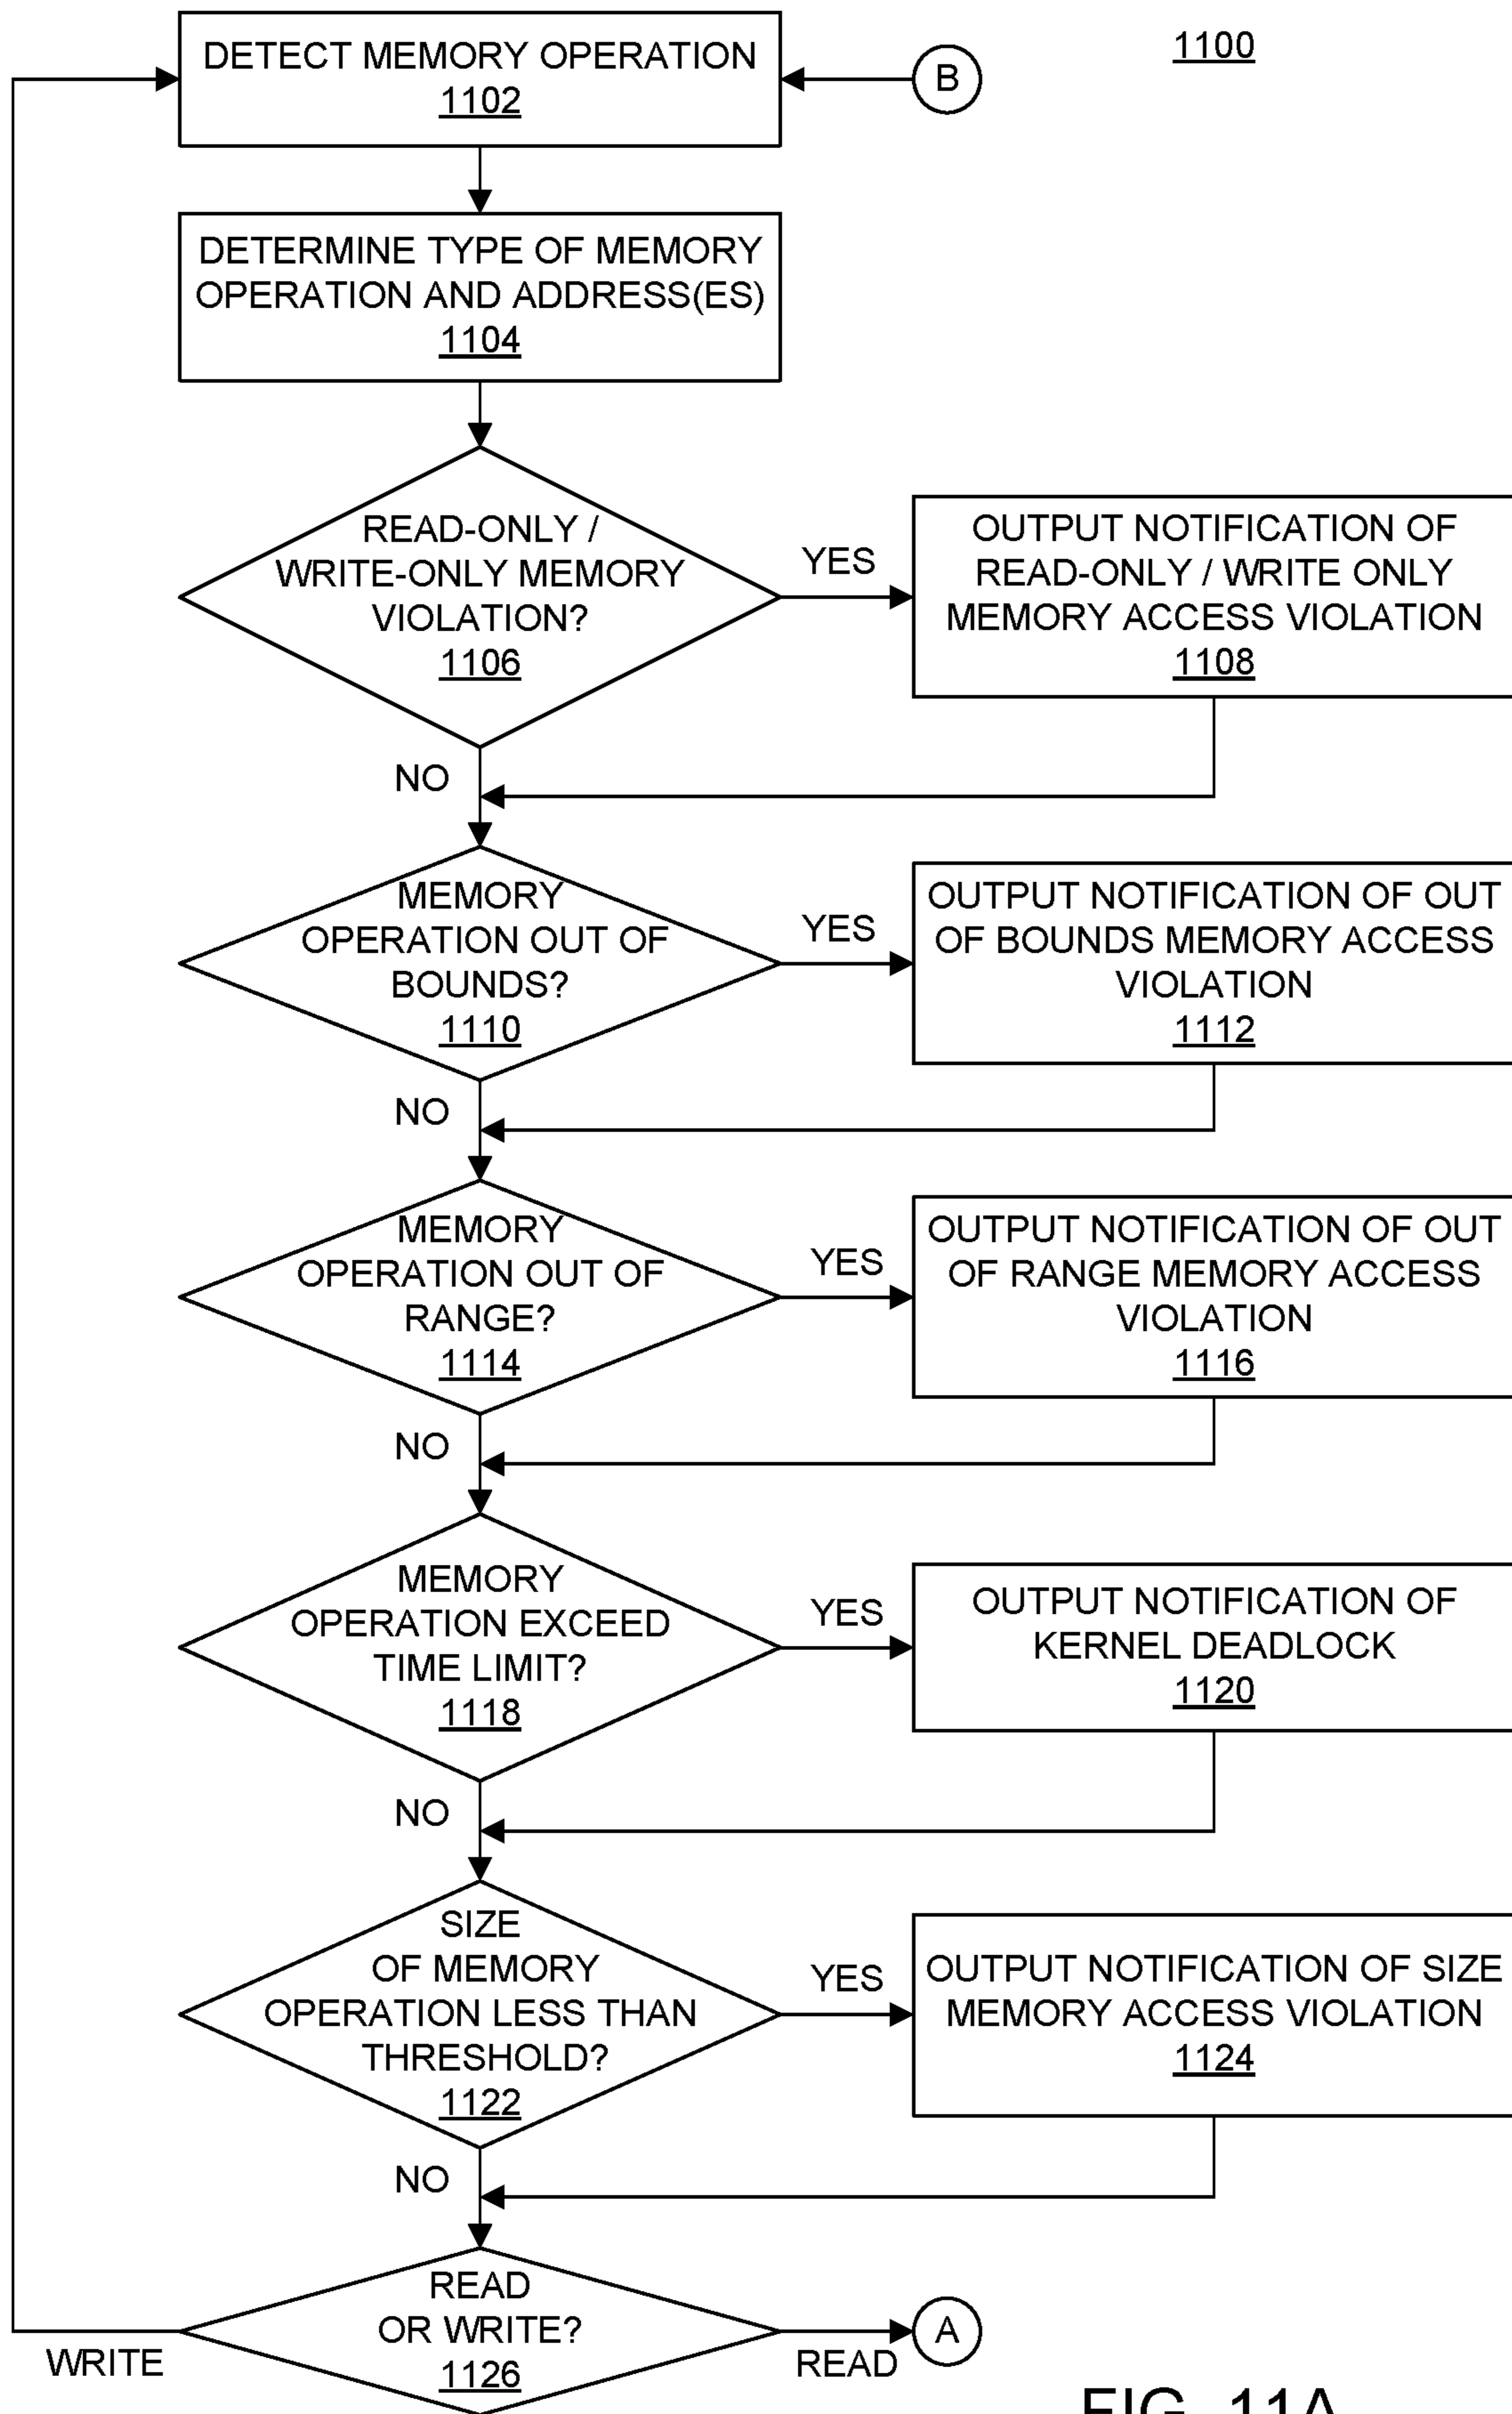 1100
DETECT MEMORY OPERATION
1102
B
DETERMINE TYPE OF MEMORY
OPERATION AND ADDRESS(ES)
1104
READ-ONLY /
WRITE-ONLY MEMORY
VIOLATION?
1106
YES
OUTPUT NOTIFICATION OF
READ-ONLY / WRITE ONLY
MEMORY ACCESS VIOLATION
1108
NO
MEMORY
OPERATION OUT OF
BOUNDS?
1110
YES
OUTPUT NOTIFICATION OF OUT
OF BOUNDS MEMORY ACCESS
VIOLATION
1112
NO
MEMORY
OPERATION OUT OF
RANGE?
1114
YES
OUTPUT NOTIFICATION OF OUT
OF RANGE MEMORY ACCESS
VIOLATION
1116
NO
MEMORY
OPERATION EXCEED
TIME LIMIT?
1118
YES
OUTPUT NOTIFICATION OF
KERNEL DEADLOCK
1120
NO
SIZE
OF MEMORY
OPERATION LESS THAN
THRESHOLD?
1122
YES
OUTPUT NOTIFICATION OF SIZE
MEMORY ACCESS VIOLATION
1124
NO
READ
OR WRITE?
1126
WRITE
READ
A
FIG. 11A